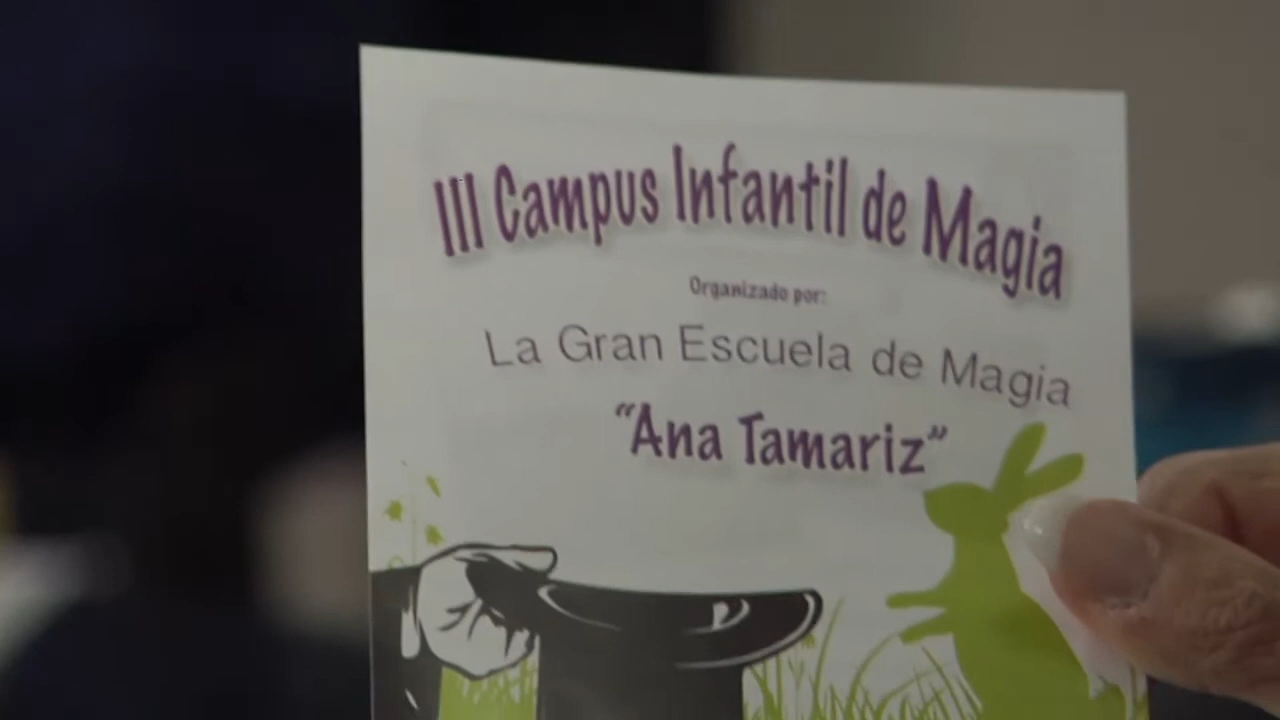 III Campus Infantil de Magia
Organizado por:
La Gran Escuela de Magia
“Ana Tamariz”